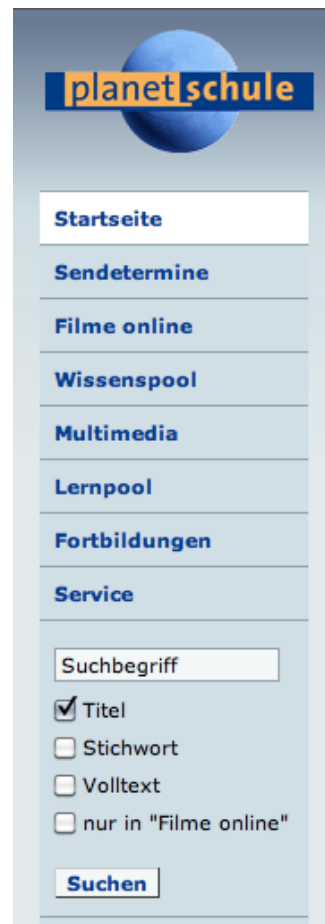 planet schule
Startseite
Sendetermine
Filme online
Wissenspool
Multimedia
Lernpool
Fortbildungen
Service
Suchbegriff
Titel
Stichwort
Volltext
nur in "Filme online"
Suchen